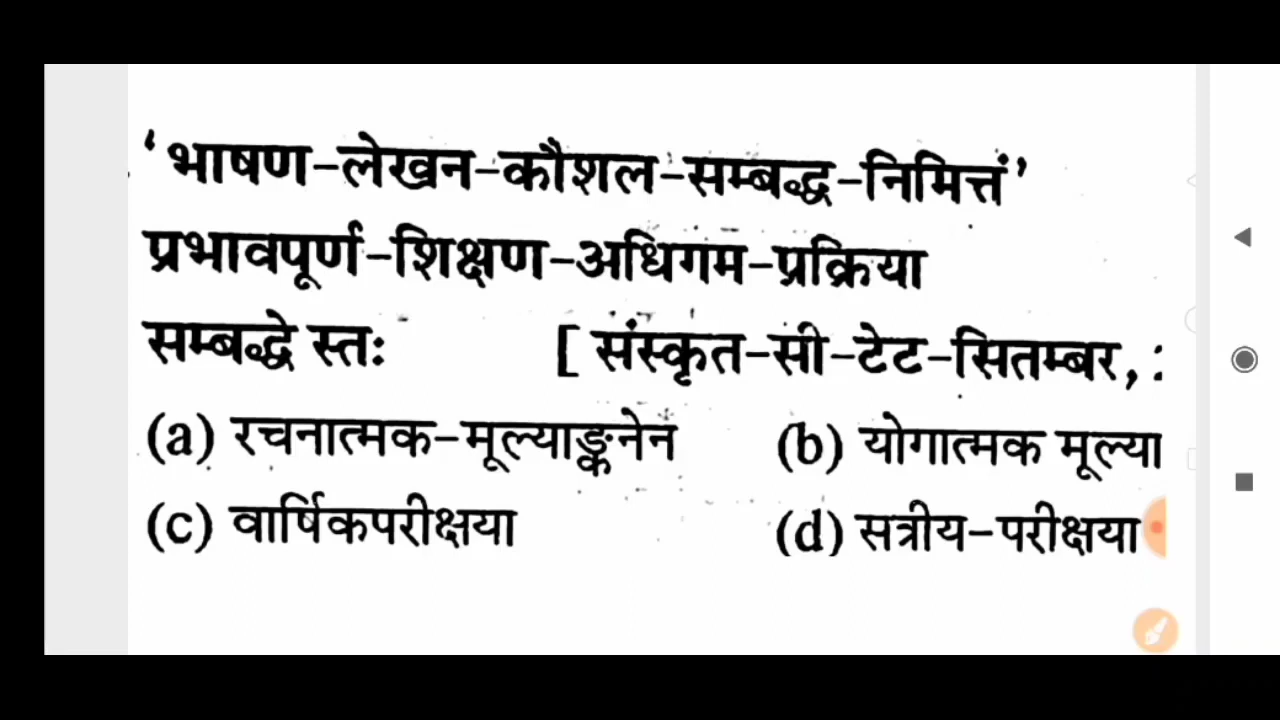 'भाषण-लेखन-कौशल-सम्बद्ध-निमित्तं'
प्रभावपूर्ण-शिक्षण-अधिगम-प्रक्रिया
सम्बद्धे स्तः [ संस्कृत-सी-टेट-सितम्बर,
(a) रचनात्मक-मूल्याङ्कनेन (b) योगात्मक मूल्या
(c) वार्षिकपरीक्षया (d) सत्रीय-परीक्षया